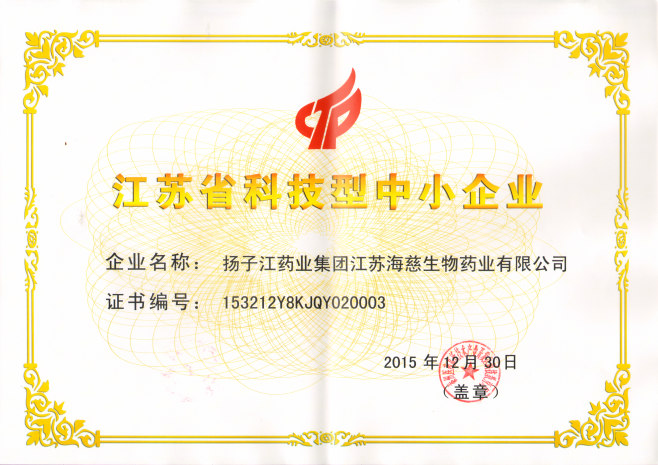 江苏省科技型中小企业
企业名称： 扬子江药业集团江苏海慈生物药业有限公司
证书编号： 153212Y8KJQY020003
2015 年 12 月 30 日
（盖章）